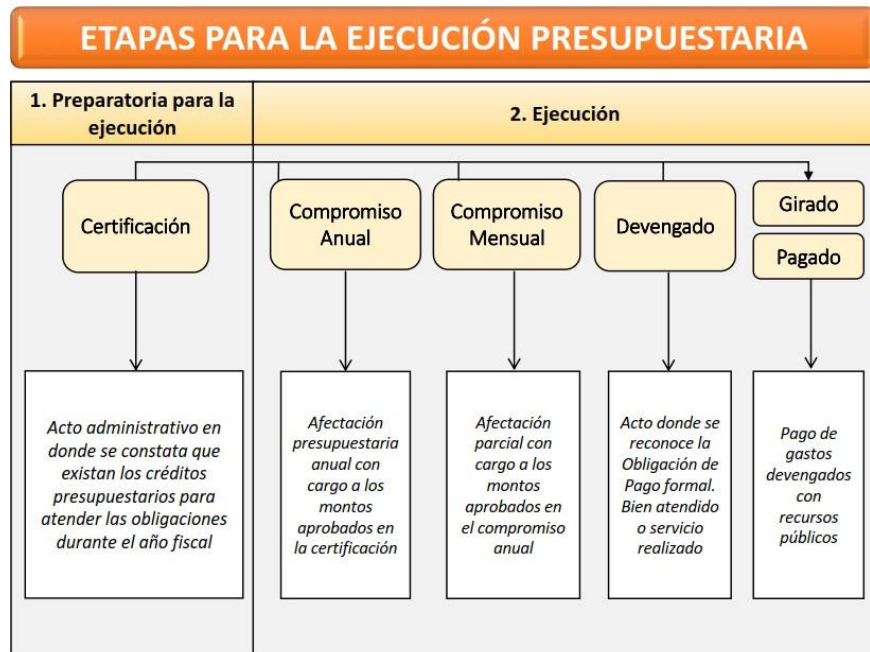 ETAPAS PARA LA EJECUCIÓN PRESUPUESTARIA
1. Preparatoria para la
ejecución
2. Ejecución
Certificación
Compromiso
Anual
Compromiso
Mensual
Devengado
Girado
Pagado
Acto administrativo en
donde se constata que
existan los créditos
presupuestarios para
atender las obligaciones
durante el año fiscal
Afectación
presupuestaria
anual con
cargo a los
montos
aprobados en
la certificación
Afectación
parcial con
cargo a los
montos
aprobados en
el compromiso
anual
Acto donde se
reconoce la
Obligación de
Pago formal.
Bien atendido
o servicio
realizado
Pago de
gastos
devengados
con
recursos
públicos